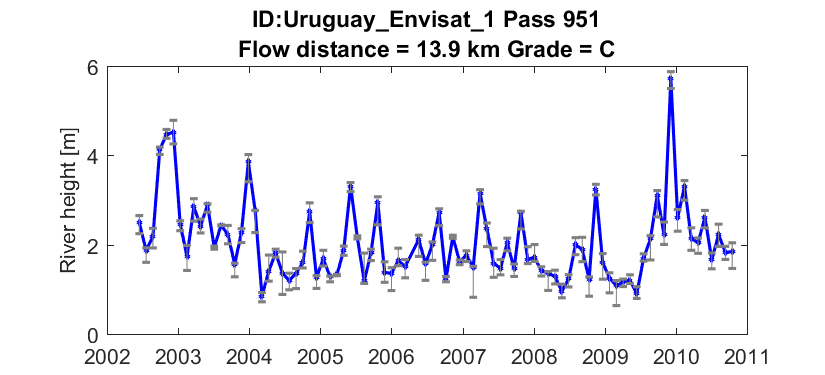 ID:Uruguay_Envisat_1 Pass 951
Flow distance = 13.9 km Grade = C
River height [m]
6
4
2
0
2002 2003 2004 2005 2006 2007 2008 2009 2010 2011